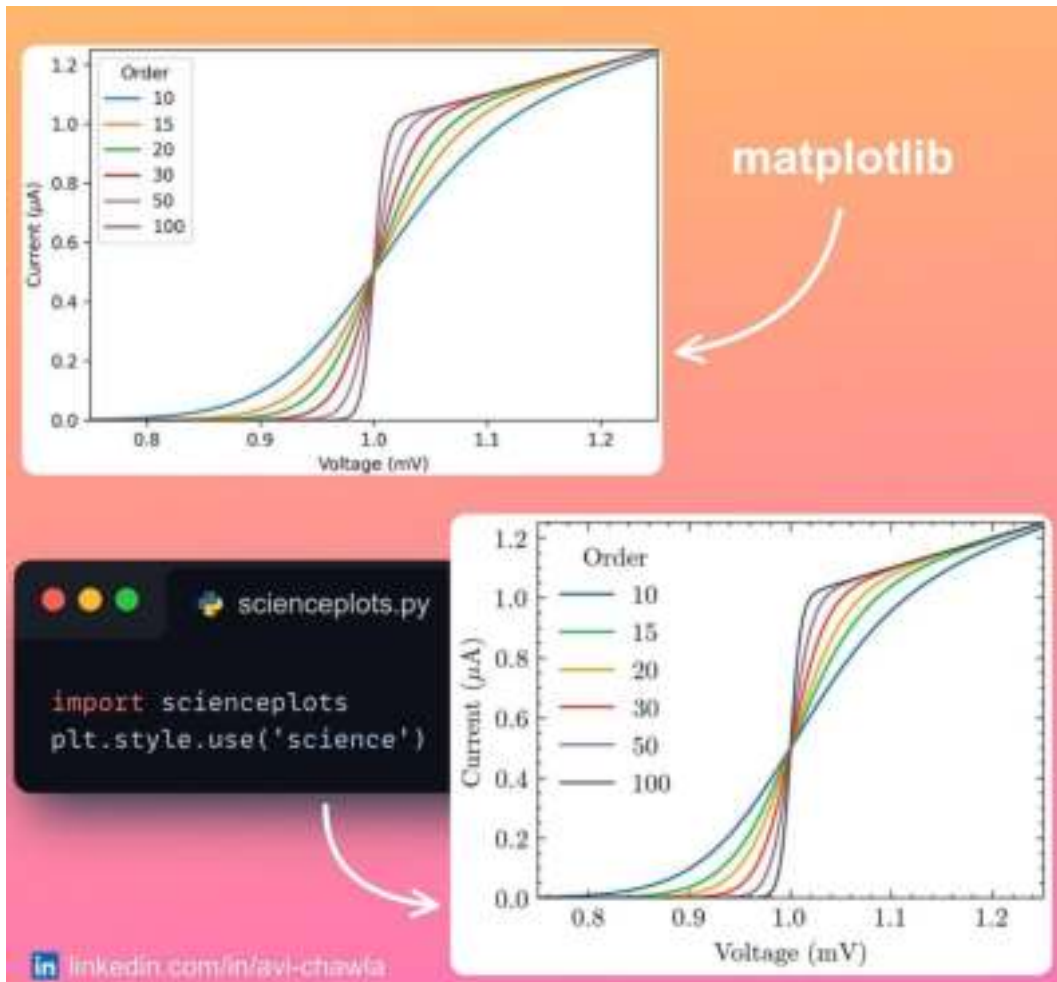 1.2
1.0
0.8
0.6
0.4
0.2
0.0
Current (μA)
Order
10
15
20
30
50
100
0.8 0.9 1.0 1.1 1.2
Voltage (mV)
matplotlib
scienceplots.py
import scienceplots
plt.style.use('science')
1.2
1.0
0.8
0.6
0.4
0.2
0.0
Current (μA)
Order
10
15
20
30
50
100
0.8 0.9 1.0 1.1 1.2
Voltage (mV)
in linkedin.com/in/avi-chawla